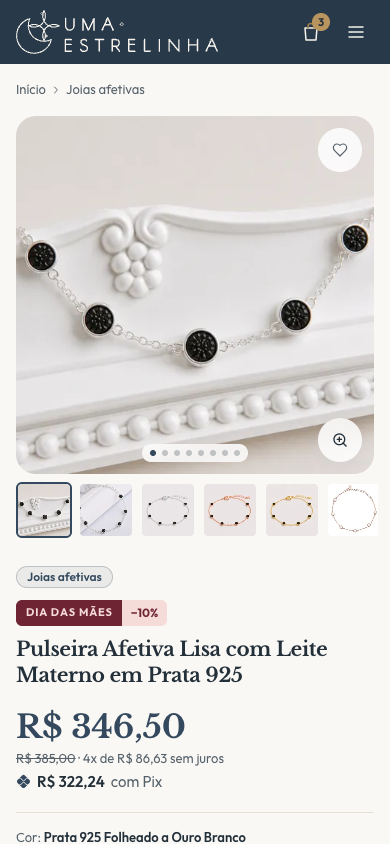 UMA
ESTRELINHA
3
Início › Joias afetivas
Joias afetivas
DIA DAS MÃES −10%
Pulseira Afetiva Lisa com Leite
Materno em Prata 925
R$ 346,50
R$ 385,00 · 4x de R$ 86,63 sem juros
R$ 322,24 com Pix
Cor: Prata 925 Folheado a Ouro Branco